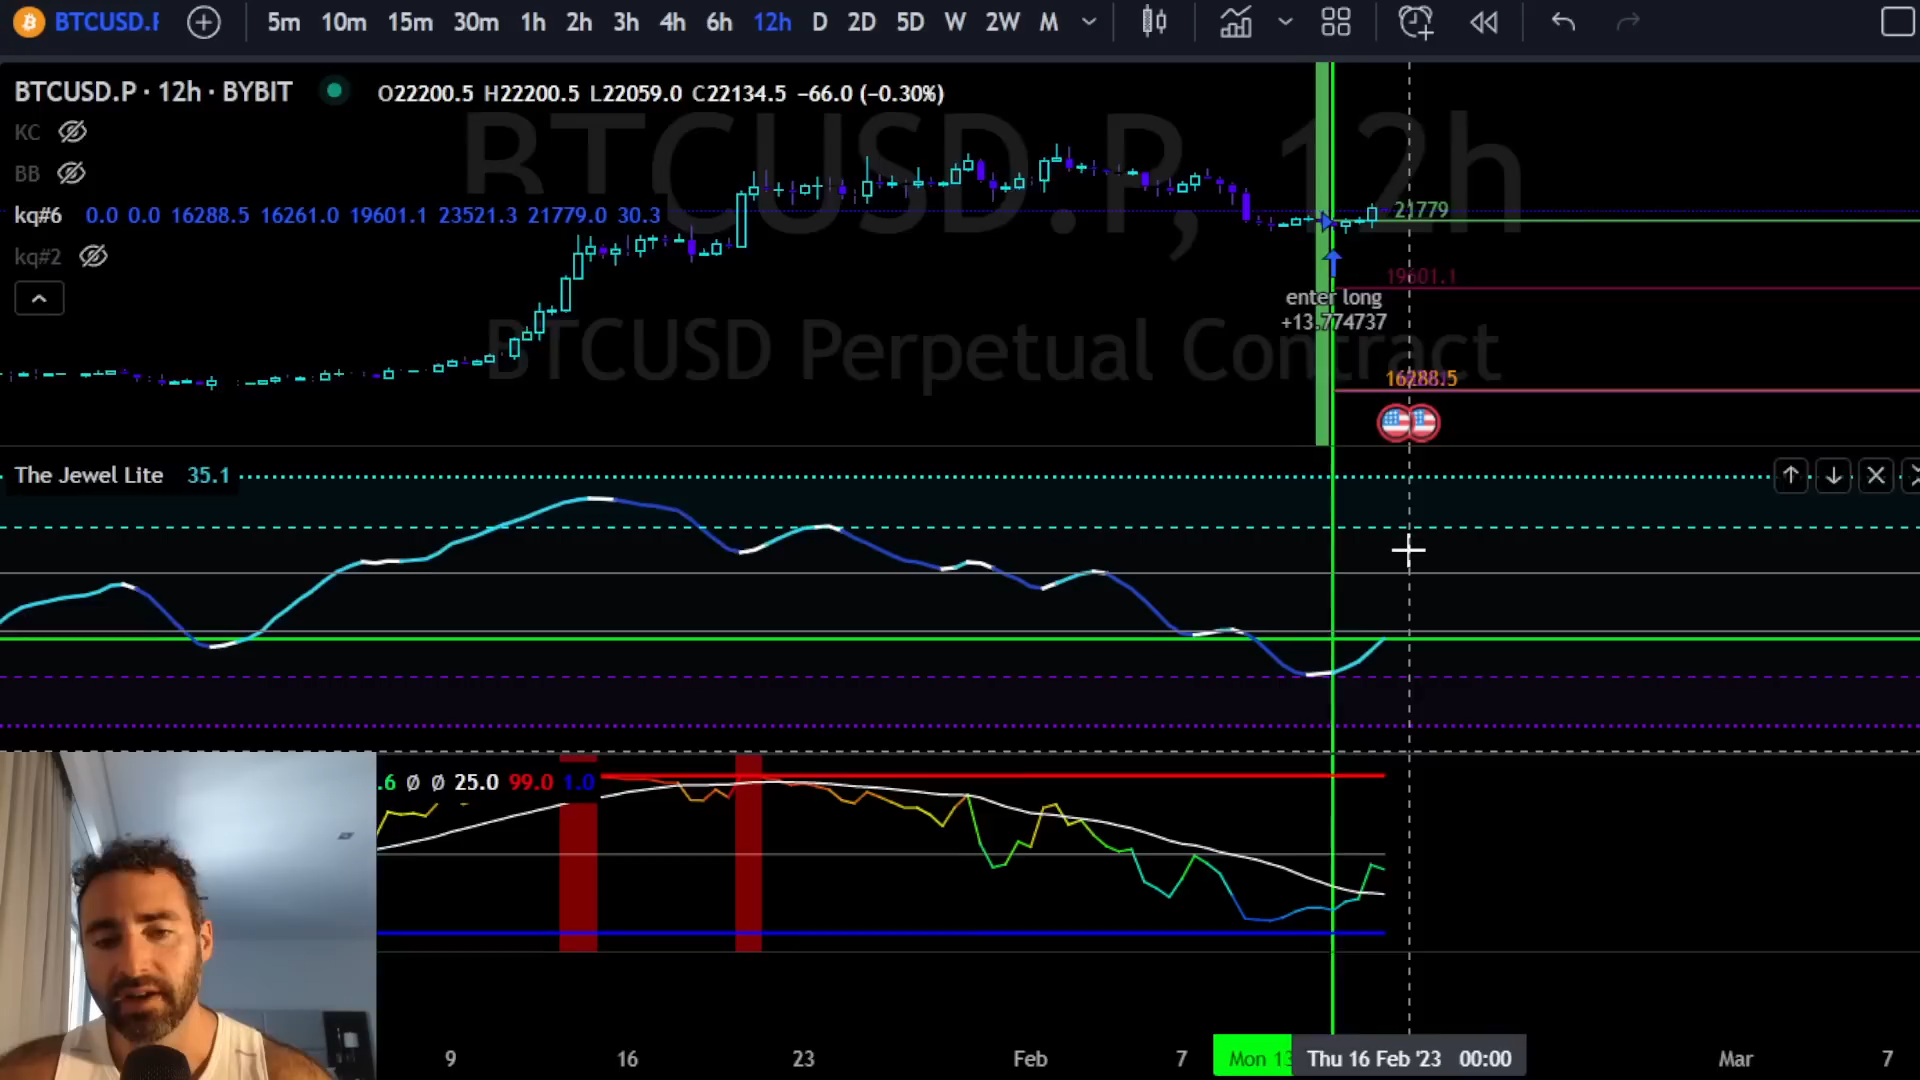 BTCUSD.P 5m 10m 15m 30m 1h 2h 3h 4h 6h 12h D 2D 5D W 2W M
BTCUSD.P · 12h · BYBIT O22200.5 H22200.5 L22059.0 C22134.5 −66.0 (−0.30%)
BTCUSD.P, 12h
BTCUSD Perpetual Contract
KC
BB
kq#6 0.0 0.0 16288.5 16261.0 19601.1 23521.3 21779.0 30.3
kq#2
21779
19601.1
enter long
+13.774737
16288.5
The Jewel Lite 35.1
.6 Ø Ø 25.0 99.0 1.0
9 16 23 Feb 7 Mon 13 Thu 16 Feb '23 00:00 Mar 7